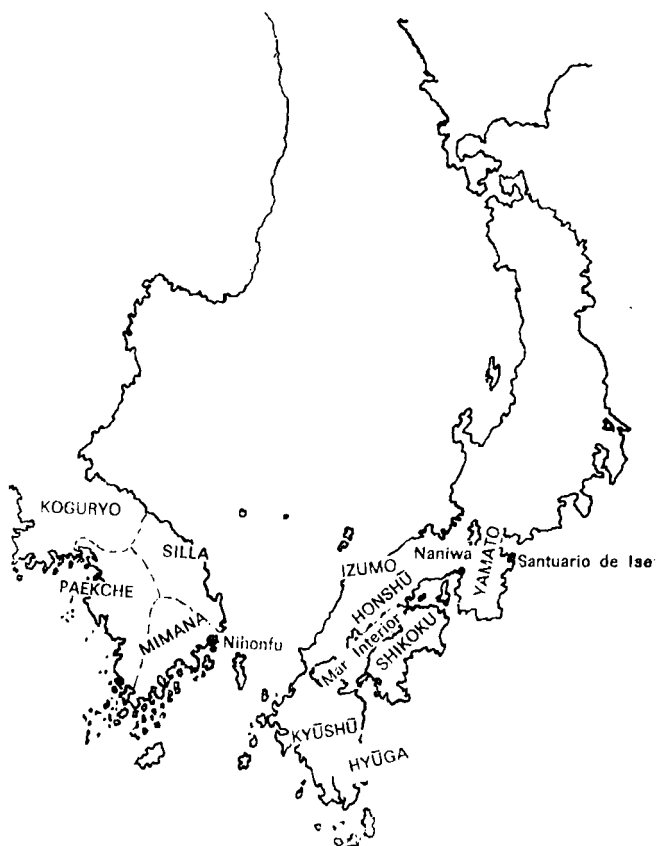 KOGURYO
SILLA
PAEKCHE
MIMANA
Nihonfu
IZUMO
Naniwa
YAMATO
Santuario de Ise
HONSHŪ
Mar Interior
SHIKOKU
KYŪSHŪ
HYŪGA